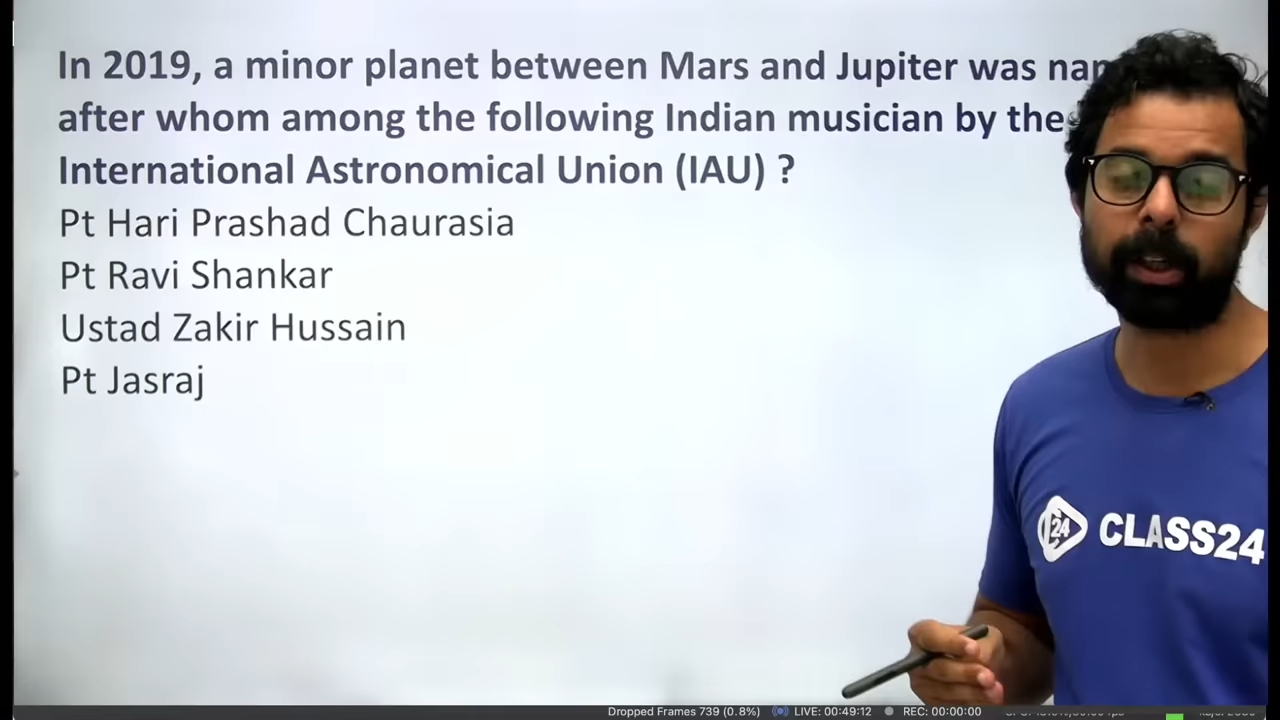 In 2019, a minor planet between Mars and Jupiter was
after whom among the following Indian musician by the
International Astronomical Union (IAU) ?
Pt Hari Prashad Chaurasia
Pt Ravi Shankar
Ustad Zakir Hussain
Pt Jasraj
24 CLASS24
Dropped Frames 739 (0.8%) LIVE: 00:49:12 REC: 00:00:00